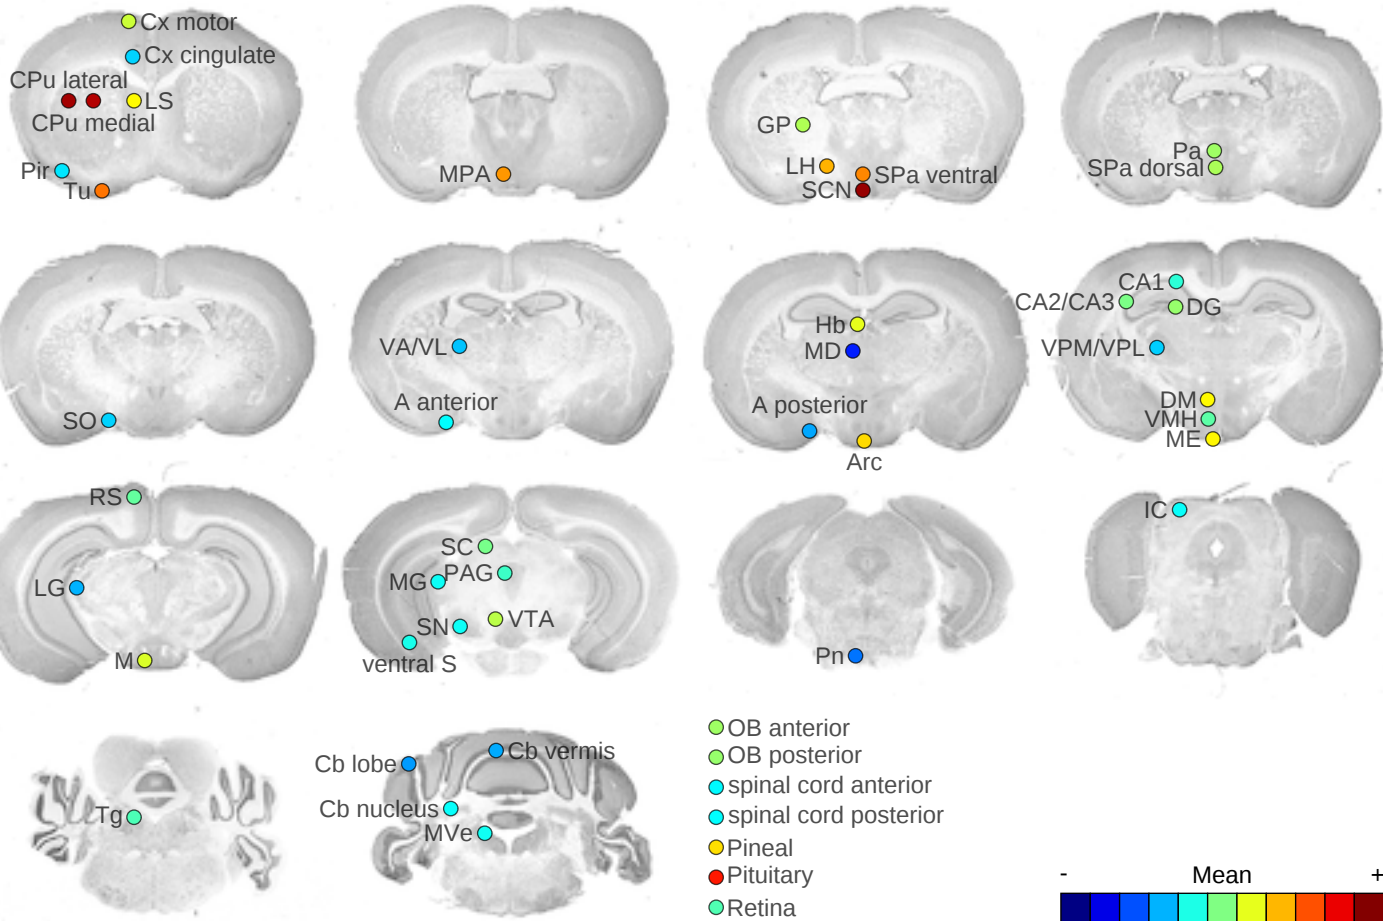 Cx motor
Cx cingulate
CPu lateral
LS
CPu medial
Pir
Tu
MPA
GP
LH
SPa ventral
SCN
Pa
SPa dorsal
SO
VA/VL
A anterior
Hb
MD
A posterior
Arc
CA1
CA2/CA3
DG
VPM/VPL
DM
VMH
ME
RS
LG
M
SC
MG
PAG
SN
VTA
ventral S
Pn
IC
Tg
Cb lobe
Cb vermis
Cb nucleus
MVe
OB anterior
OB posterior
spinal cord anterior
spinal cord posterior
Pineal
Pituitary
Retina
- Mean +